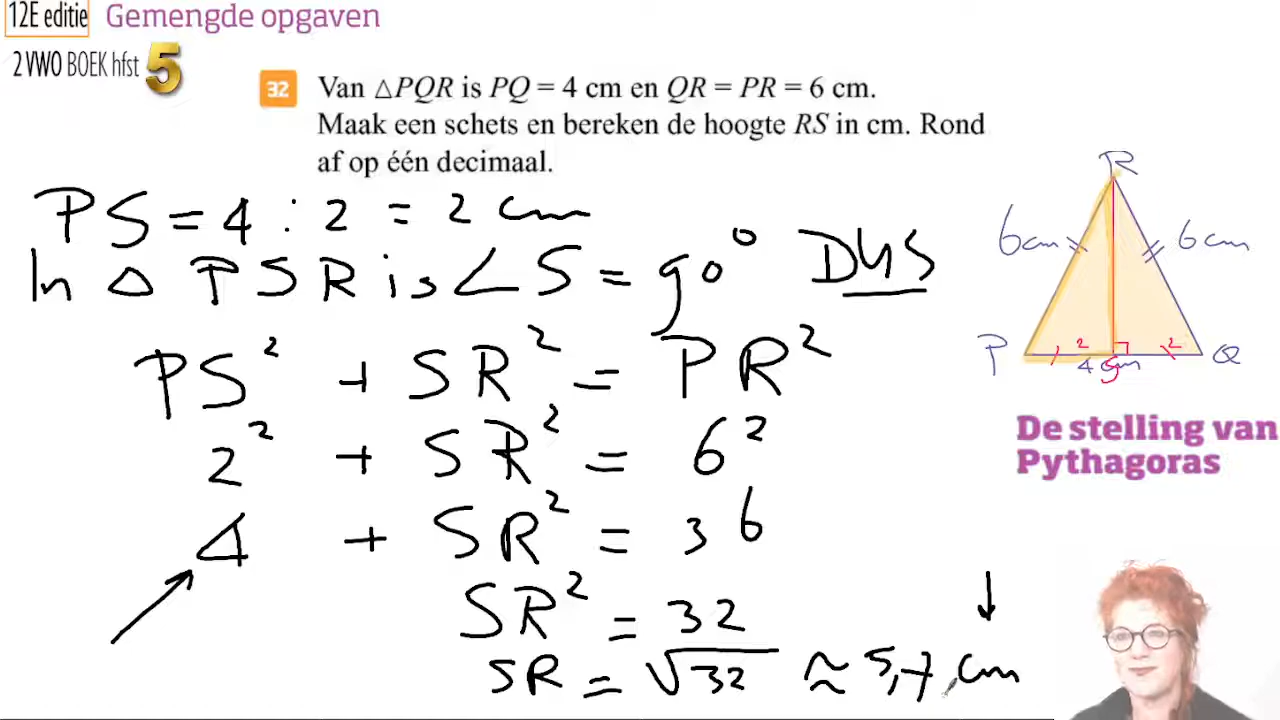 12E editie Gemengde opgaven
2 VWO BOEK hfst 5
32 Van △PQR is PQ = 4 cm en QR = PR = 6 cm.
Maak een schets en bereken de hoogte RS in cm. Rond
af op één decimaal.
PS = 4 : 2 = 2 cm
In △ PSR is ∠S = 90° DUS
PS² + SR² = PR²
2² + SR² = 6²
4 + SR² = 36
SR² = 32
SR = √32 ≈ 5,7 cm
R
6cm 6cm
P 2 2 Q
4 cm
S
De stelling van
Pythagoras